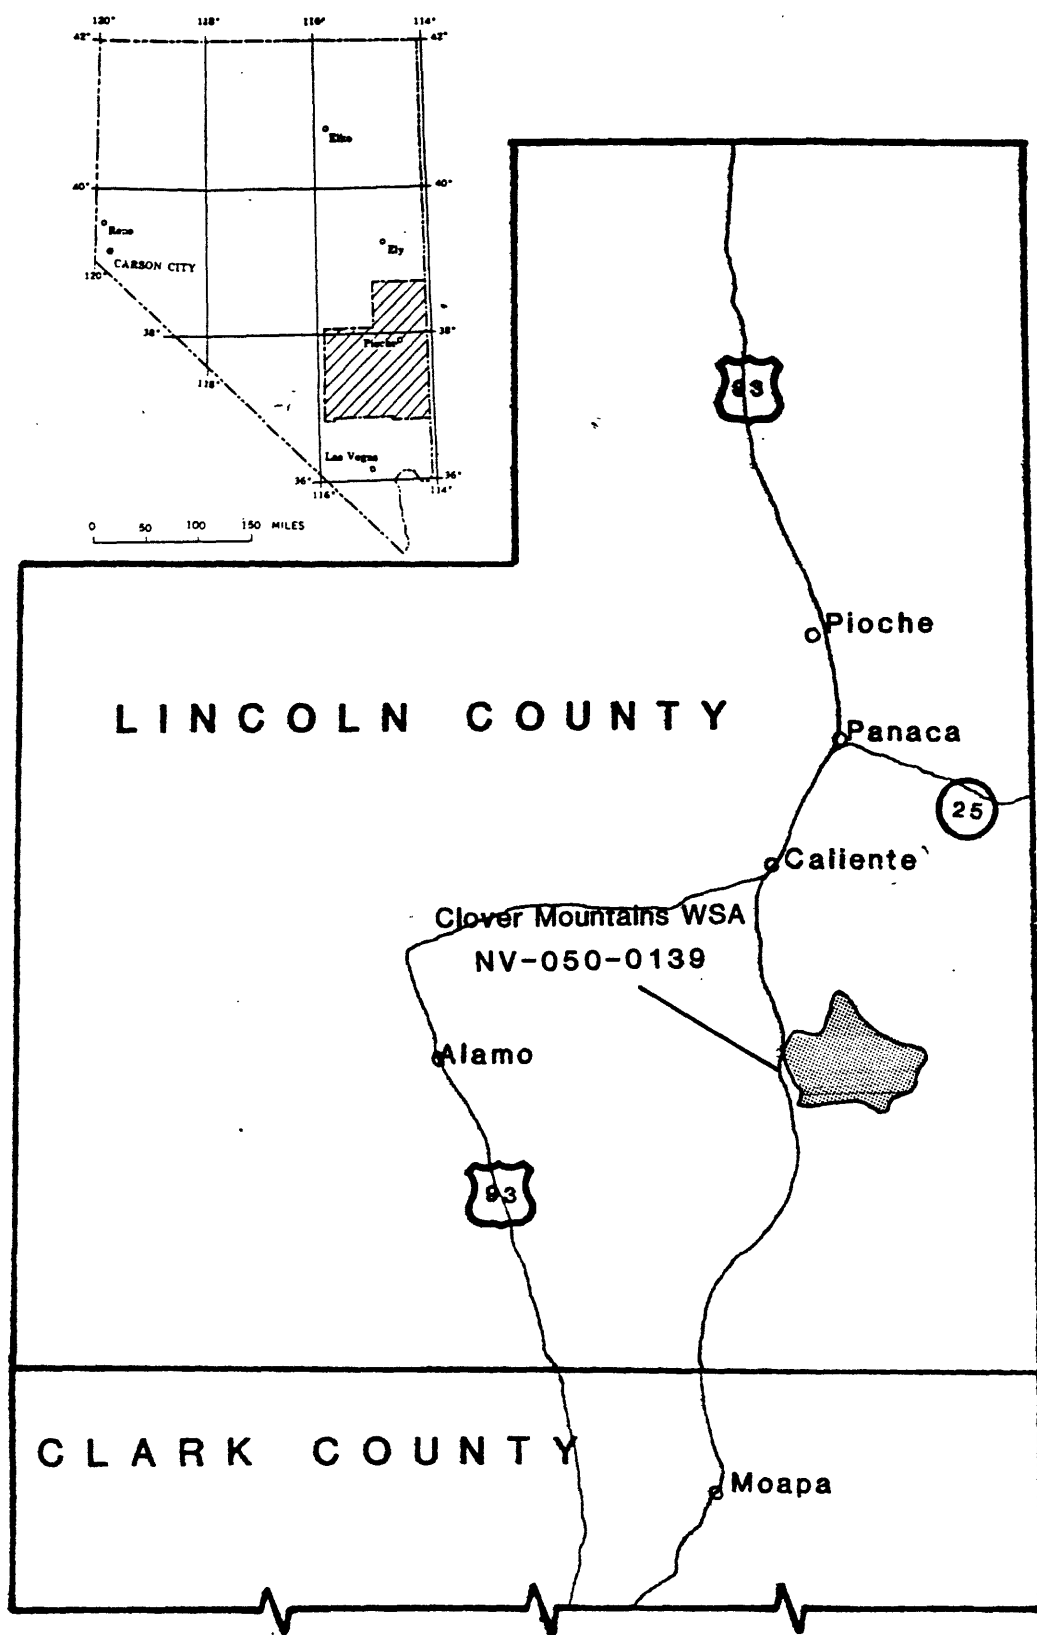 120° 118° 116° 114°
42° 42°
Elko
40° 40°
Reno
Ely
CARSON CITY
120°
38° 38°
Pioche
118°
Las Vegas
36° 36°
116° 114°
0 50 100 150 MILES
93
Pioche
LINCOLN COUNTY
Panaca
25
Caliente
Clover Mountains WSA
NV-050-0139
Alamo
93
CLARK COUNTY
Moapa